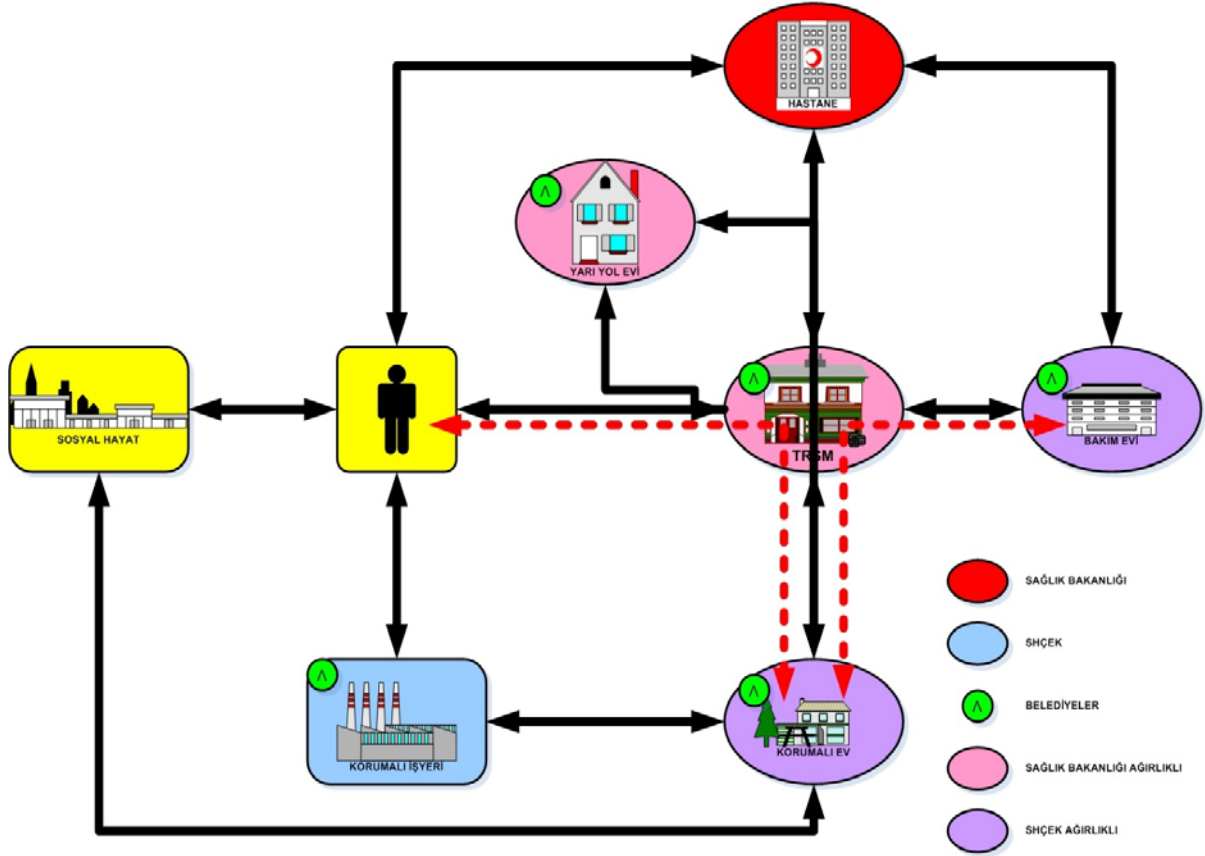 HASTANE
YARI YOL EVİ
SOSYAL HAYAT
TRSM
BAKIM EVİ
KORUMALI İŞYERİ
KORUMALI EV
SAĞLIK BAKANLIĞI
SHÇEK
BELEDİYELER
SAĞLIK BAKANLIĞI AĞIRLIKLI
SHÇEK AĞIRLIKLI